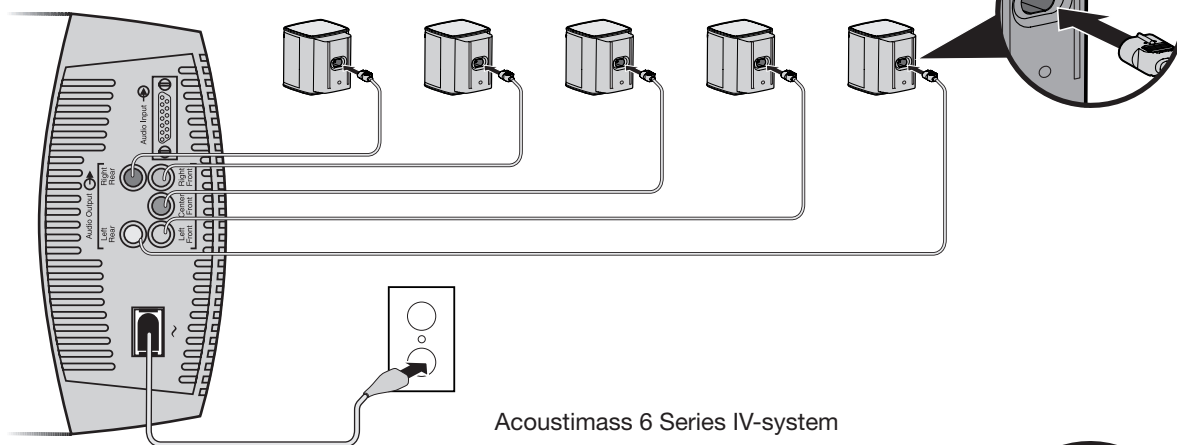 Audio Input
Audio Output
Right
Rear
Right
Front
Center
Front
Left
Rear
Left
Front
~
Acoustimass 6 Series IV-system